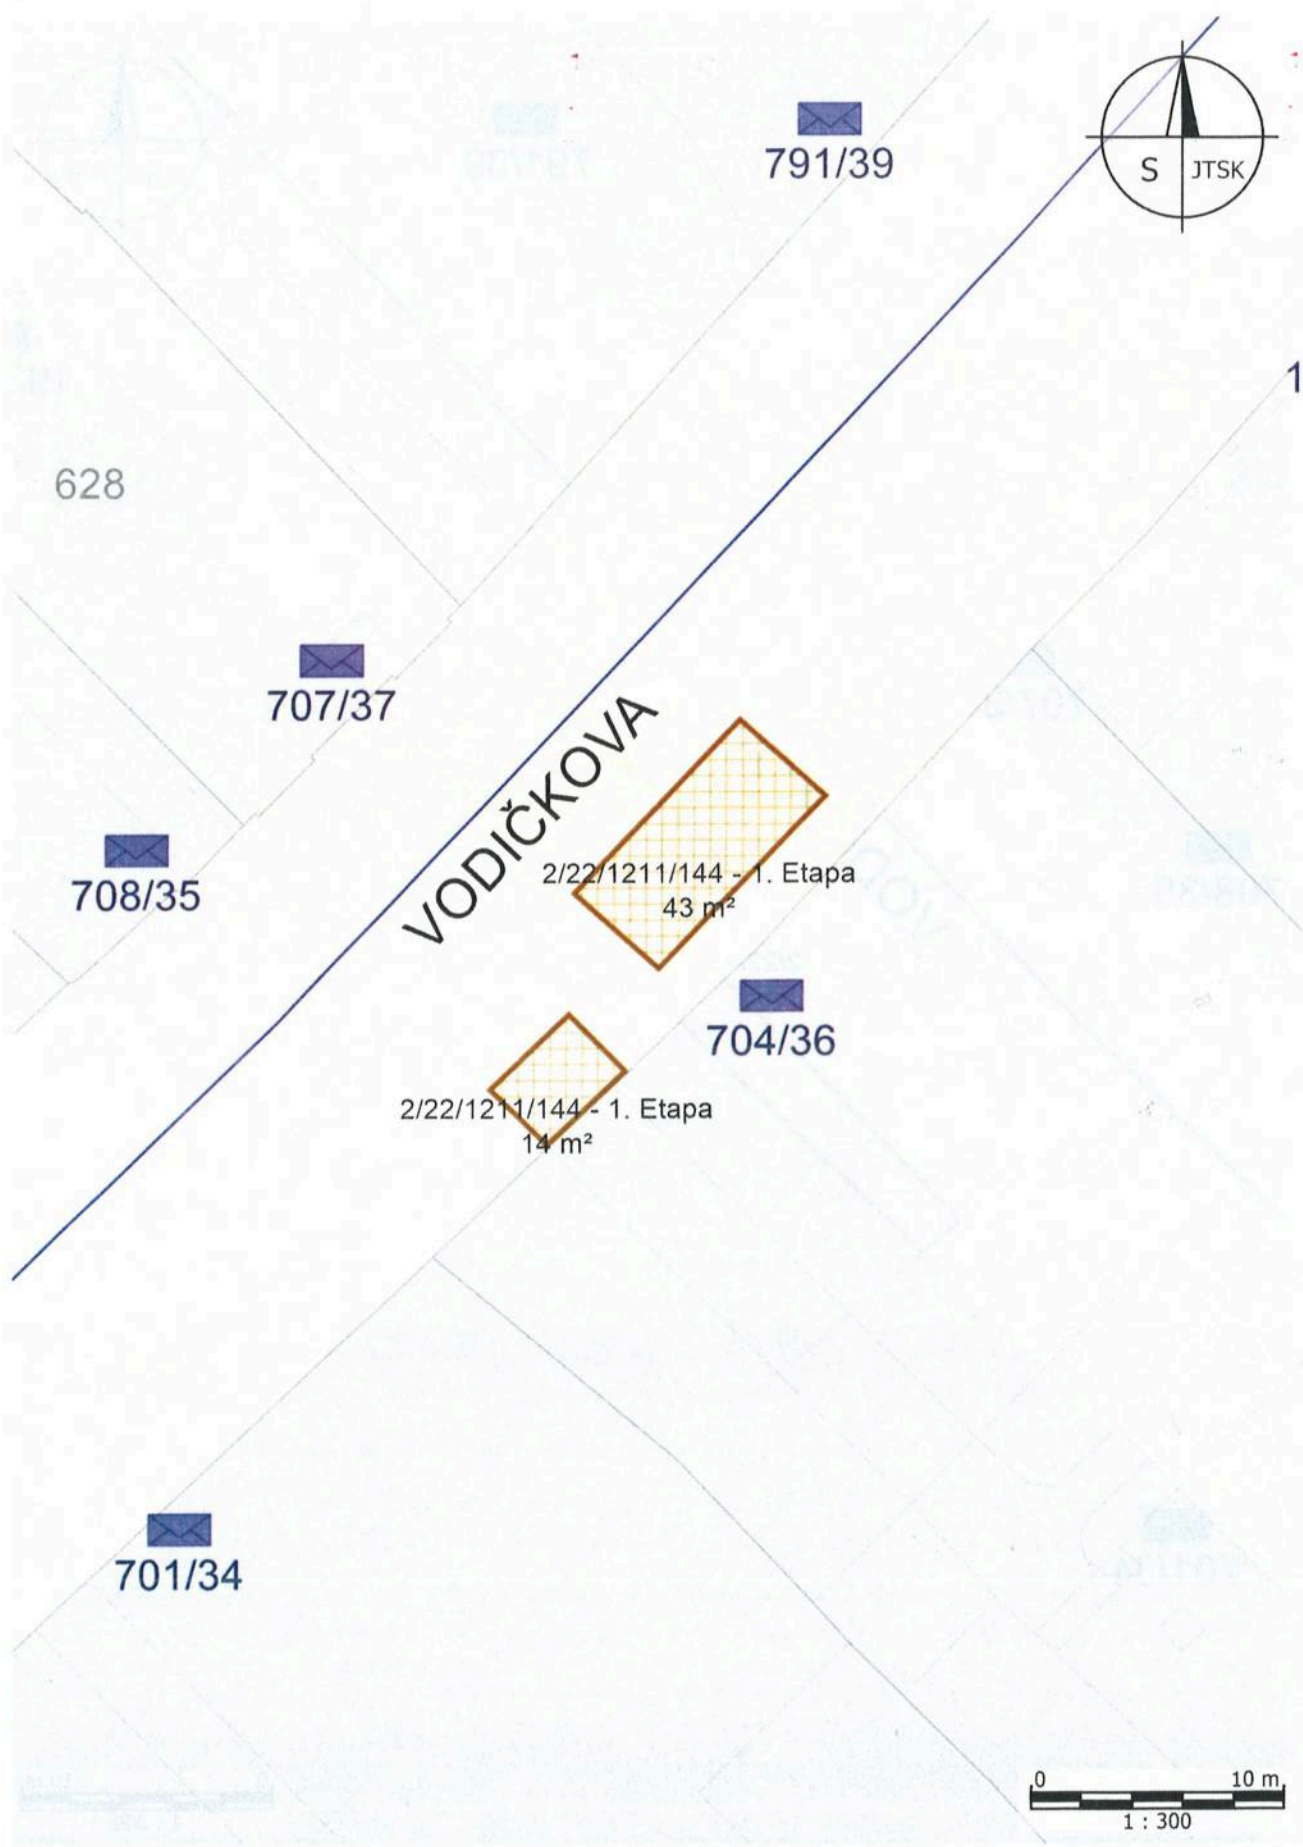 791/39
S JTSK
1
628
707/37
VODIČKOVA
708/35
2/22/1211/144 - 1. Etapa
43 m²
704/36
2/22/1211/144 - 1. Etapa
14 m²
701/34
0 10 m
1 : 300